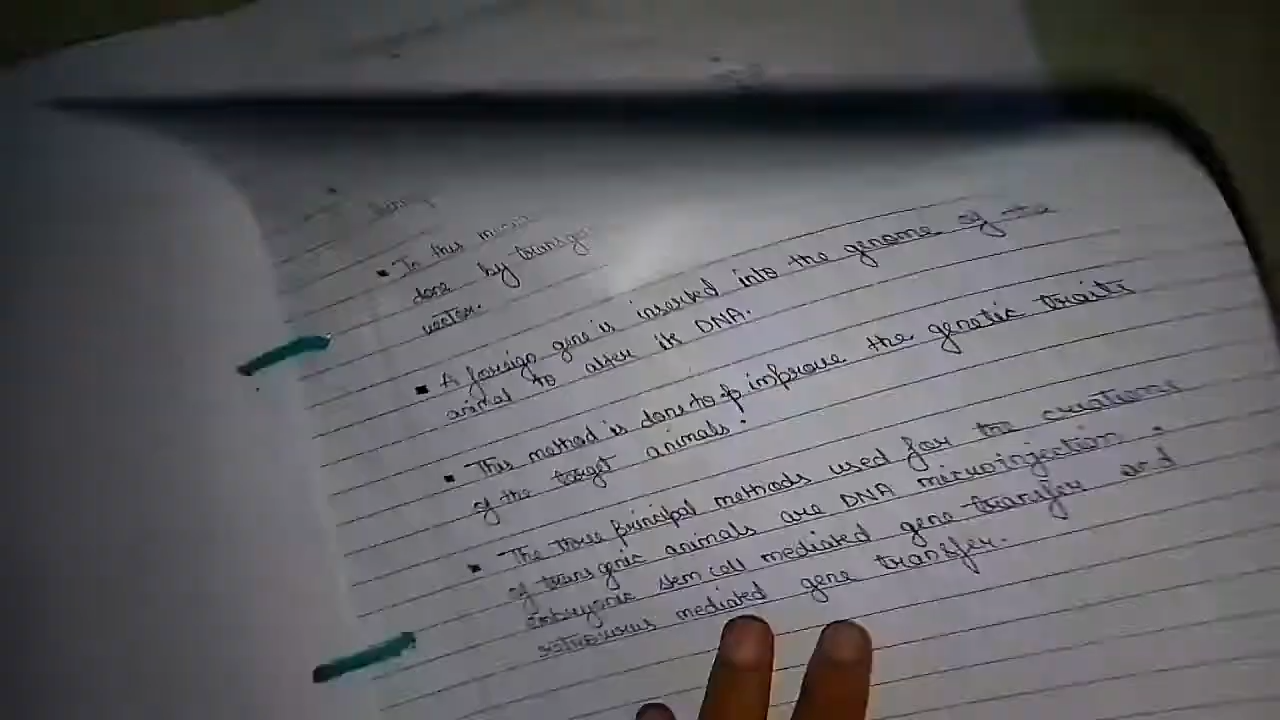 In this
done by transgen
vector.
A foreign gene is inserted into the genome of the
animal to alter its DNA.
This method is done to improve the genetic traits
of the target animals.
The three principal methods used for the creations
of transgenic animals are DNA microinjection.
Embryonic stem cell mediated gene transfer and
retrovirus mediated gene transfer.